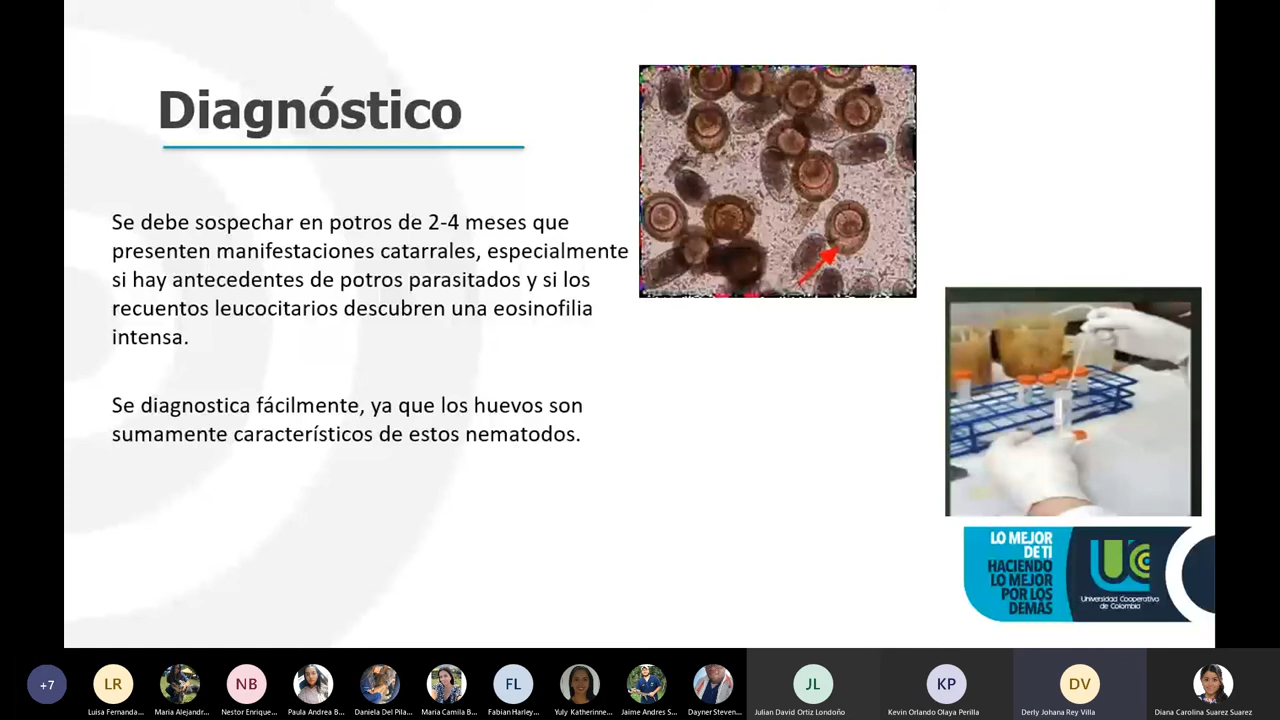 Diagnóstico
Se debe sospechar en potros de 2-4 meses que
presenten manifestaciones catarrales, especialmente
si hay antecedentes de potros parasitados y si los
recuentos leucocitarios descubren una eosinofilia
intensa.
Se diagnostica fácilmente, ya que los huevos son
sumamente característicos de estos nematodos.
LO MEJOR
DE TI
HACIENDO
LO MEJOR
POR LOS
DEMÁS
Universidad Cooperativa
de Colombia
+7
LR
NB
FL
JL
KP
DV
Luisa Fernanda...
Maria Alejandr...
Nestor Enrique...
Paula Andrea B...
Daniela Del Pila...
Maria Camila B...
Fabian Harley...
Yuly Katherinne...
Jaime Andres S...
Dayner Steven...
Julian David Ortiz Londoño
Kevin Orlando Olaya Perilla
Derly Johana Rey Villa
Diana Carolina Suarez Suarez